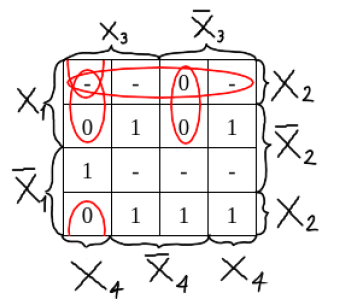 X₃ X̄₃
X₁ - - 0 - X₂
0 1 0 1 X̄₂
X̄₁ 1 - - -
0 1 1 1 X₂
X₄ X̄₄ X₄